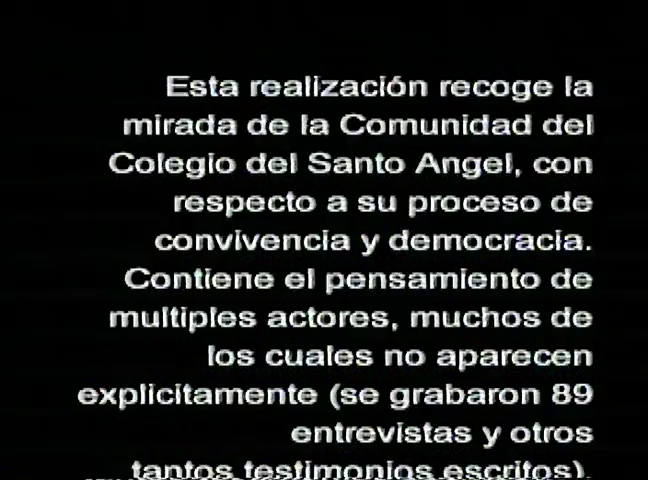 Esta realización recoge la
mirada de la Comunidad del
Colegio del Santo Angel, con
respecto a su proceso de
convivencia y democracia.
Contiene el pensamiento de
multiples actores, muchos de
los cuales no aparecen
explicitamente (se grabaron 89
entrevistas y otros
tantos testimonios escritos).